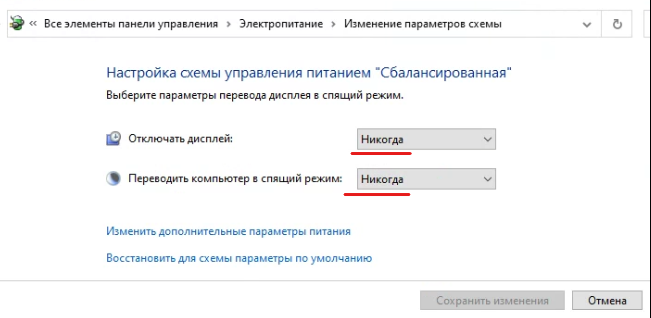 « Все элементы панели управления > Электропитание > Изменение параметров схемы
Настройка схемы управления питанием "Сбалансированная"
Выберите параметры перевода дисплея в спящий режим.
Отключать дисплей: Никогда
Переводить компьютер в спящий режим: Никогда
Изменить дополнительные параметры питания
Восстановить для схемы параметры по умолчанию
Сохранить изменения Отмена